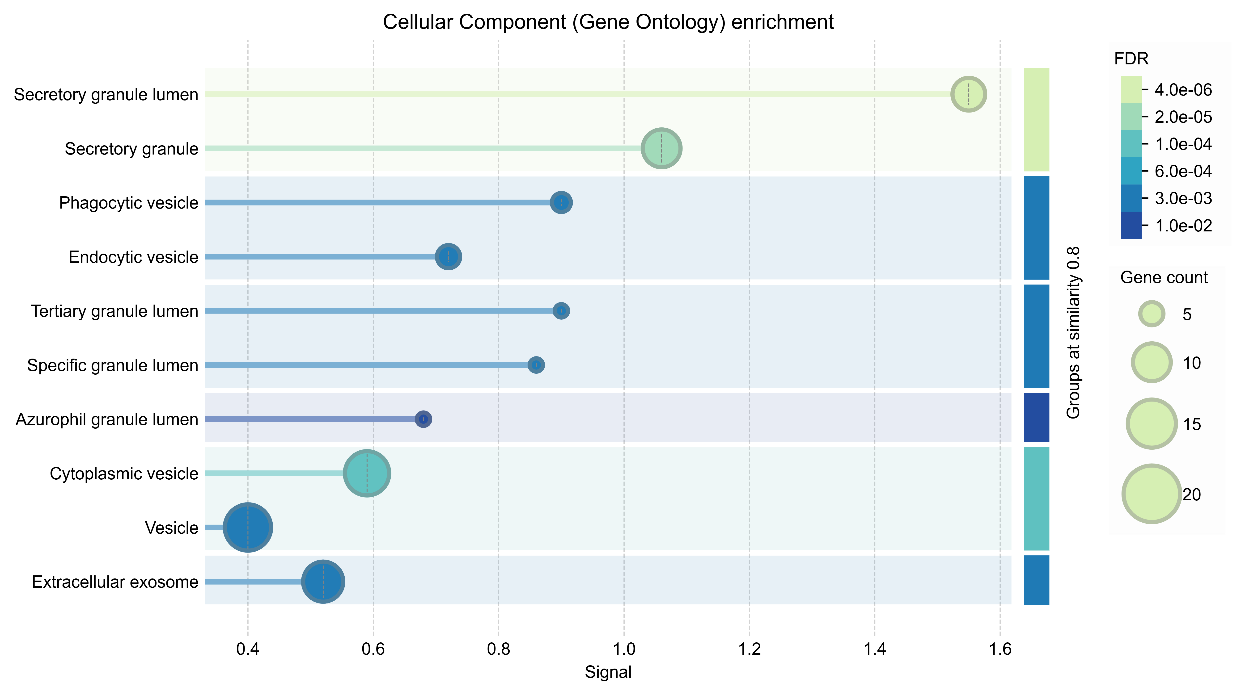 Cellular Component (Gene Ontology) enrichment
Secretory granule lumen
Secretory granule
Phagocytic vesicle
Endocytic vesicle
Tertiary granule lumen
Specific granule lumen
Azurophil granule lumen
Cytoplasmic vesicle
Vesicle
Extracellular exosome
0.4 0.6 0.8 1.0 1.2 1.4 1.6
Signal
Groups at similarity 0.8
FDR
4.0e-06
2.0e-05
1.0e-04
6.0e-04
3.0e-03
1.0e-02
Gene count
5
10
15
20